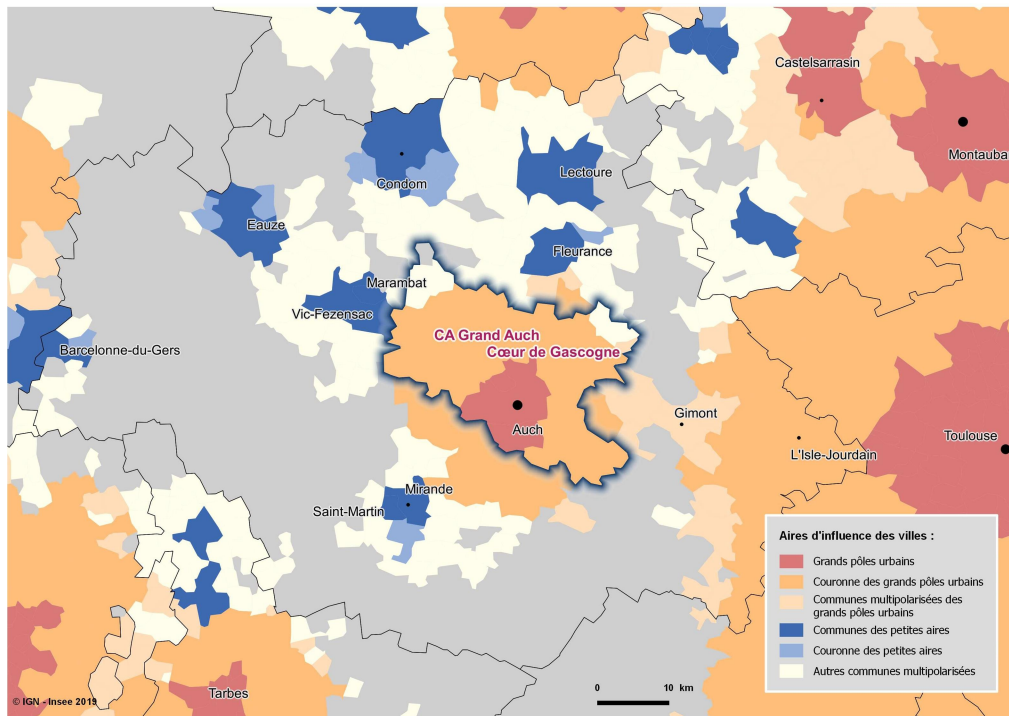 Castelsarrasin
Montauba
Condom
Lectoure
Eauze
Fleurance
Marambat
Vic-Fezensac
CA Grand Auch
Cœur de Gascogne
Barcelonne-du-Gers
Gimont
Auch
Toulouse
L'Isle-Jourdain
Mirande
Saint-Martin
Aires d'influence des villes :
Grands pôles urbains
Couronne des grands pôles urbains
Communes multipolarisées des
grands pôles urbains
Communes des petites aires
Couronne des petites aires
Autres communes multipolarisées
Tarbes
© IGN - Insee 2019
0 10 km